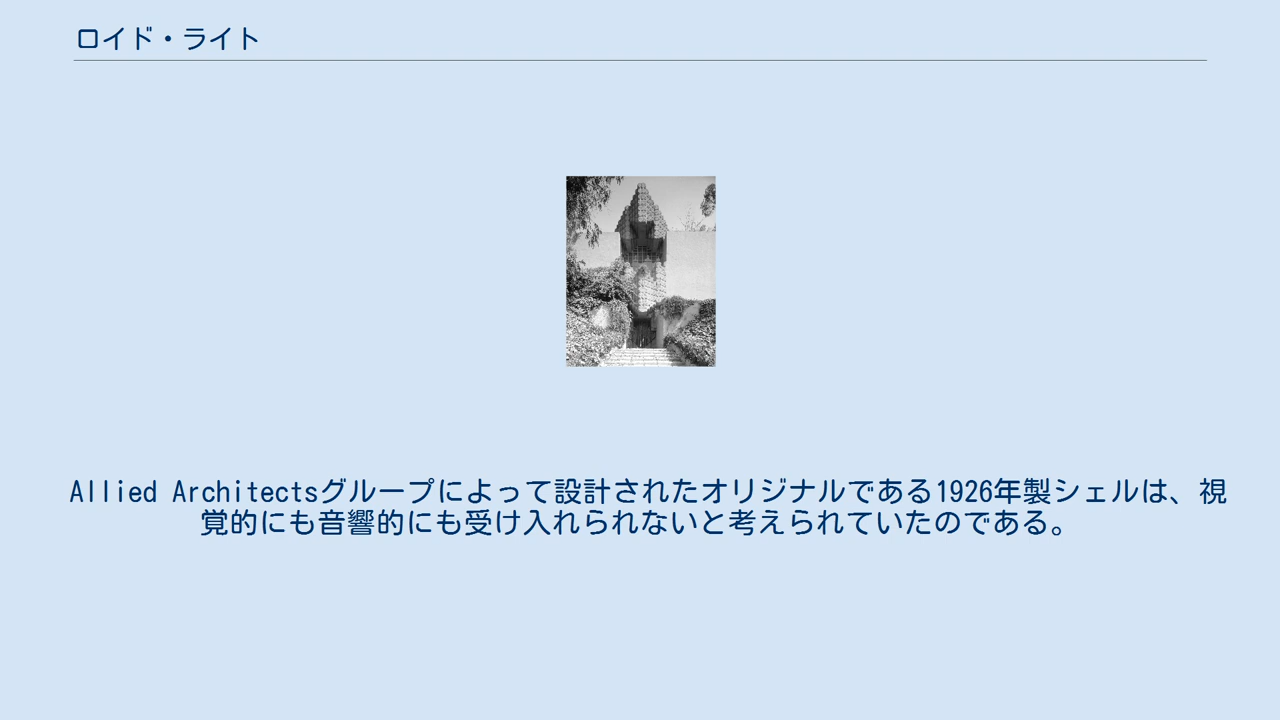 ロイド・ライト
Allied Architectsグループによって設計されたオリジナルである1926年製シェルは、視
覚的にも音響的にも受け入れられないと考えられていたのである。